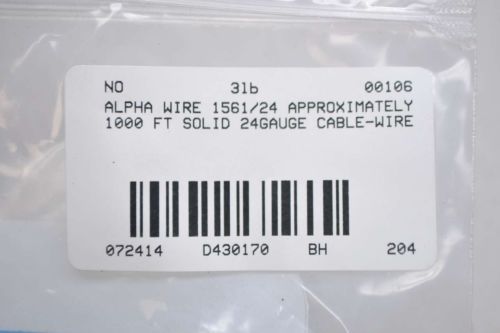 NO 3lb 00106
ALPHA WIRE 1561/24 APPROXIMATELY
1000 FT SOLID 24GAUGE CABLE-WIRE
072414 D430170 BH 204